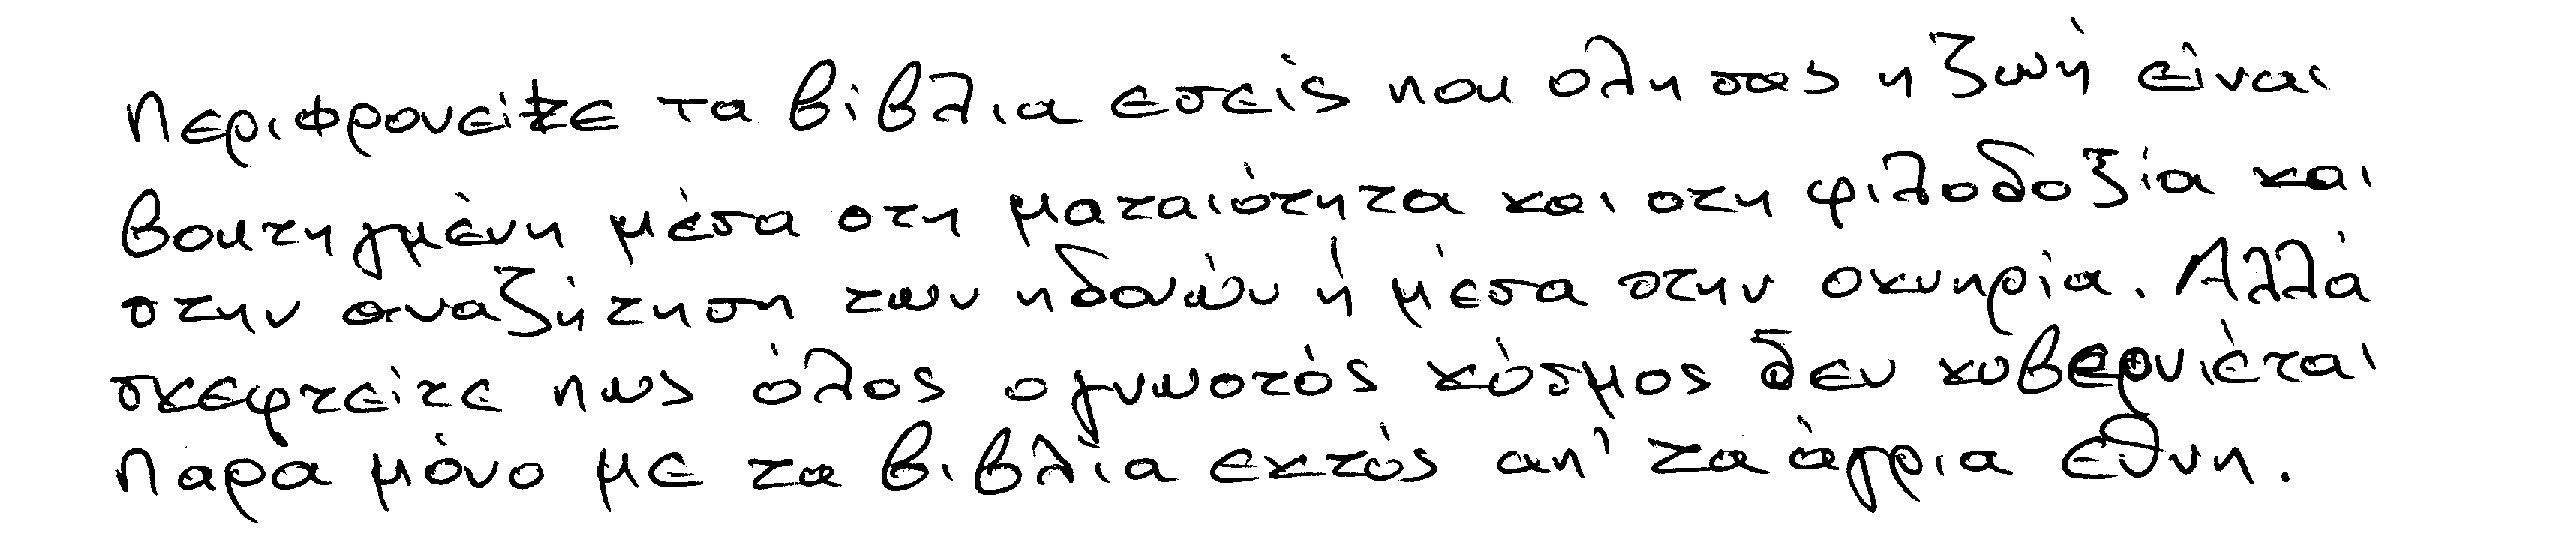 Περιφρονείτε τα βιβλια εσείς που ολη σας η ζωή είναι
βουτηγμένη μέσα στη ματαιότητα και στη φιλοδοξία και
στην αναζήτηση των ηδονών ή μέσα στην οκνηρία. Αλλά
σκεφτείτε πως όλος ο γνωστός κόσμος δεν κυβερνιέται
παρα μόνο με τα βιβλία εκτός απ' τα άγρια έθνη.